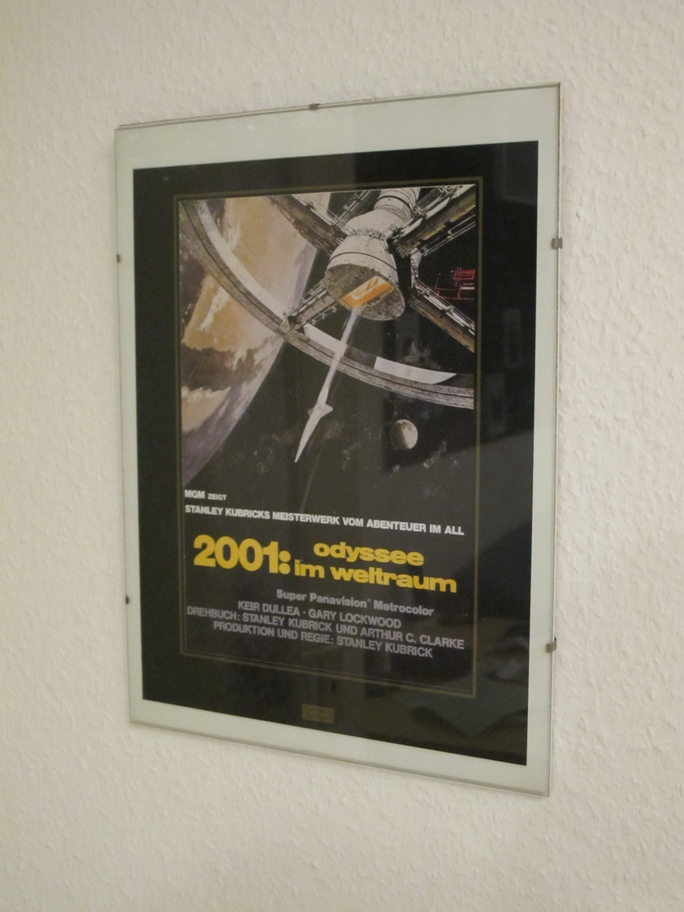 MGM ZEIGT
STANLEY KUBRICKS MEISTERWERK VOM ABENTEUER IM ALL
2001: odyssee
im weltraum
Super Panavision® Metrocolor
KEIR DULLEA · GARY LOCKWOOD
DREHBUCH: STANLEY KUBRICK UND ARTHUR C. CLARKE
PRODUKTION UND REGIE: STANLEY KUBRICK